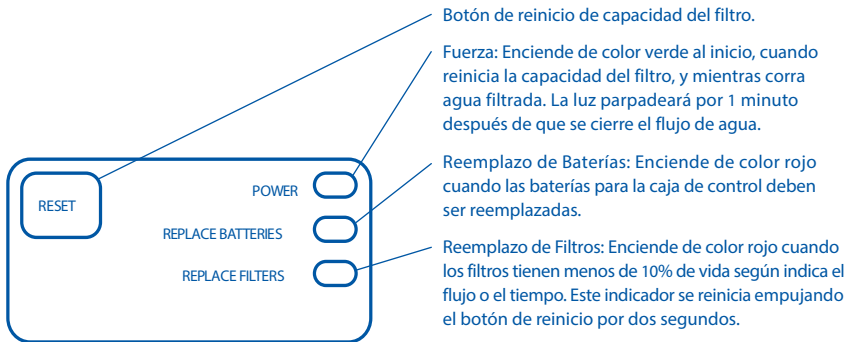 Botón de reinicio de capacidad del filtro.
Fuerza: Enciende de color verde al inicio, cuando
reinicia la capacidad del filtro, y mientras corra
agua filtrada. La luz parpadeará por 1 minuto
después de que se cierre el flujo de agua.
Reemplazo de Baterías: Enciende de color rojo
cuando las baterías para la caja de control deben
ser reemplazadas.
Reemplazo de Filtros: Enciende de color rojo cuando
los filtros tienen menos de 10% de vida según indica el
flujo o el tiempo. Este indicador se reinicia empujando
el botón de reinicio por dos segundos.
RESET
POWER
REPLACE BATTERIES
REPLACE FILTERS